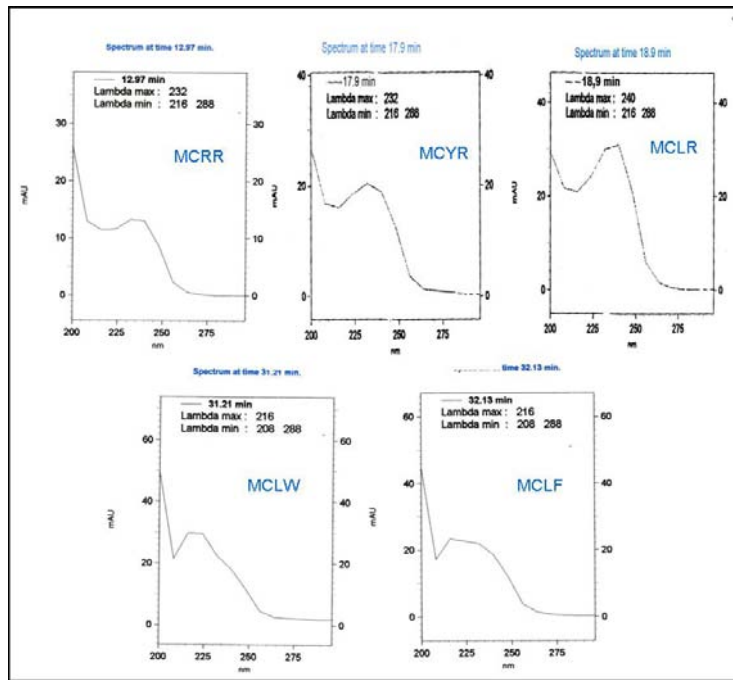 Spectrum at time 12.97 min.
12.97 min
Lambda max : 232
Lambda min : 216 288
MCRR
30
20
10
0
30
20
10
0
mAU
mAU
200 225 250 275
nm
Spectrum at time 17.9 min
17.9 min
Lambda max : 232
Lambda min : 216 288
MCYR
40
20
0
40
20
0
mAU
mAU
200 225 250 275
nm
Spectrum at time 18.9 min
18,9 min
Lambda max : 240
Lambda min : 216 288
MCLR
40
20
0
40
20
0
mAU
mAU
200 225 250 275
nm
Spectrum at time 31.21 min.
31.21 min
Lambda max : 216
Lambda min : 208 288
MCLW
60
40
20
0
60
40
20
0
mAU
mAU
200 225 250 275
nm
time 32.13 min.
32.13 min
Lambda max : 216
Lambda min : 208 288
MCLF
60
40
20
0
60
40
20
0
mAU
mAU
200 225 250 275
nm